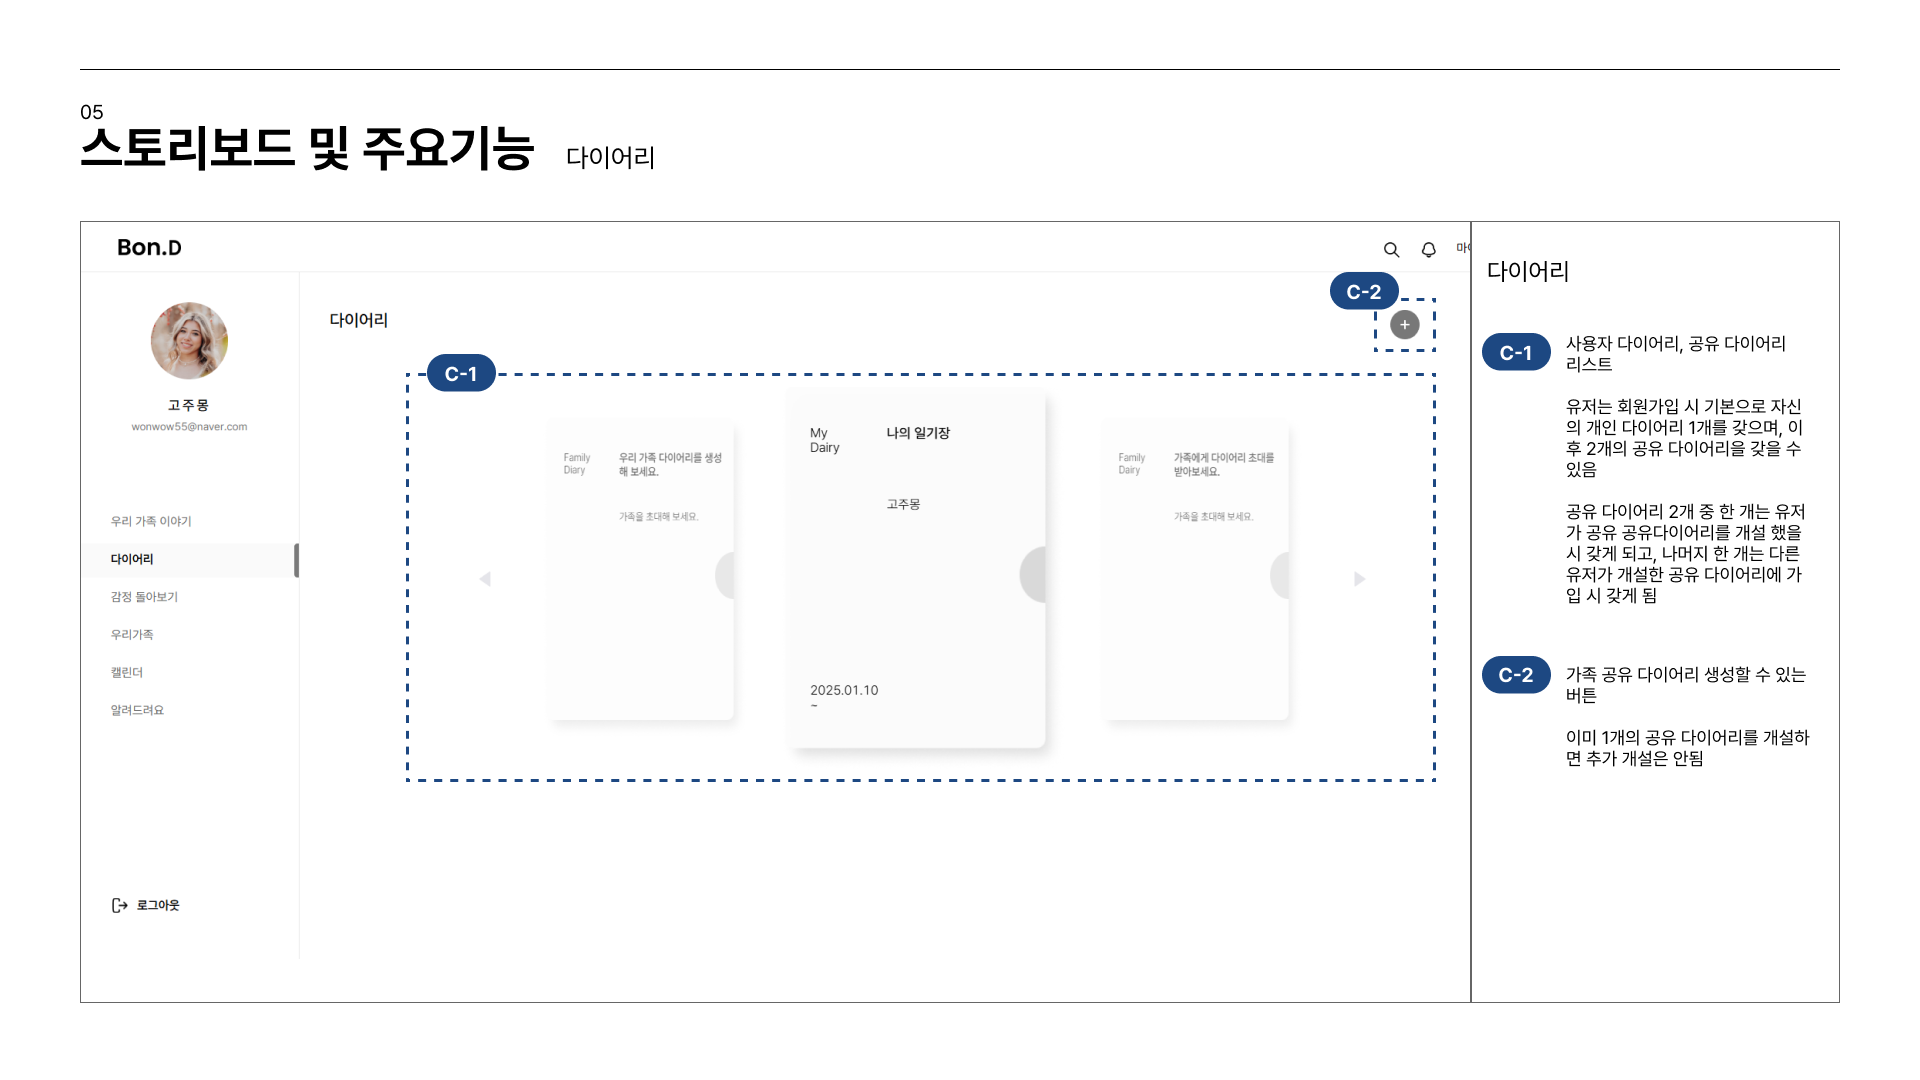 05
스토리보드 및 주요기능 다이어리
Bon.D
마이
C-2
+
다이어리
C-1
고주몽
wonwow55@naver.com
우리 가족 이야기
다이어리
감정 돌아보기
우리가족
캘린더
알려드려요
로그아웃
Family
Diary
우리 가족 다이어리를 생성
해 보세요.
가족을 초대해 보세요.
My
Dairy
나의 일기장
고주몽
2025.01.10
~
Family
Dairy
가족에게 다이어리 초대를
받아보세요.
가족을 초대해 보세요.
다이어리
C-1
사용자 다이어리, 공유 다이어리
리스트
유저는 회원가입 시 기본으로 자신
의 개인 다이어리 1개를 갖으며, 이
후 2개의 공유 다이어리을 갖을 수
있음
공유 다이어리 2개 중 한 개는 유저
가 공유 공유다이어리를 개설 했을
시 갖게 되고, 나머지 한 개는 다른
유저가 개설한 공유 다이어리에 가
입 시 갖게 됨
C-2
가족 공유 다이어리 생성할 수 있는
버튼
이미 1개의 공유 다이어리를 개설하
면 추가 개설은 안됨